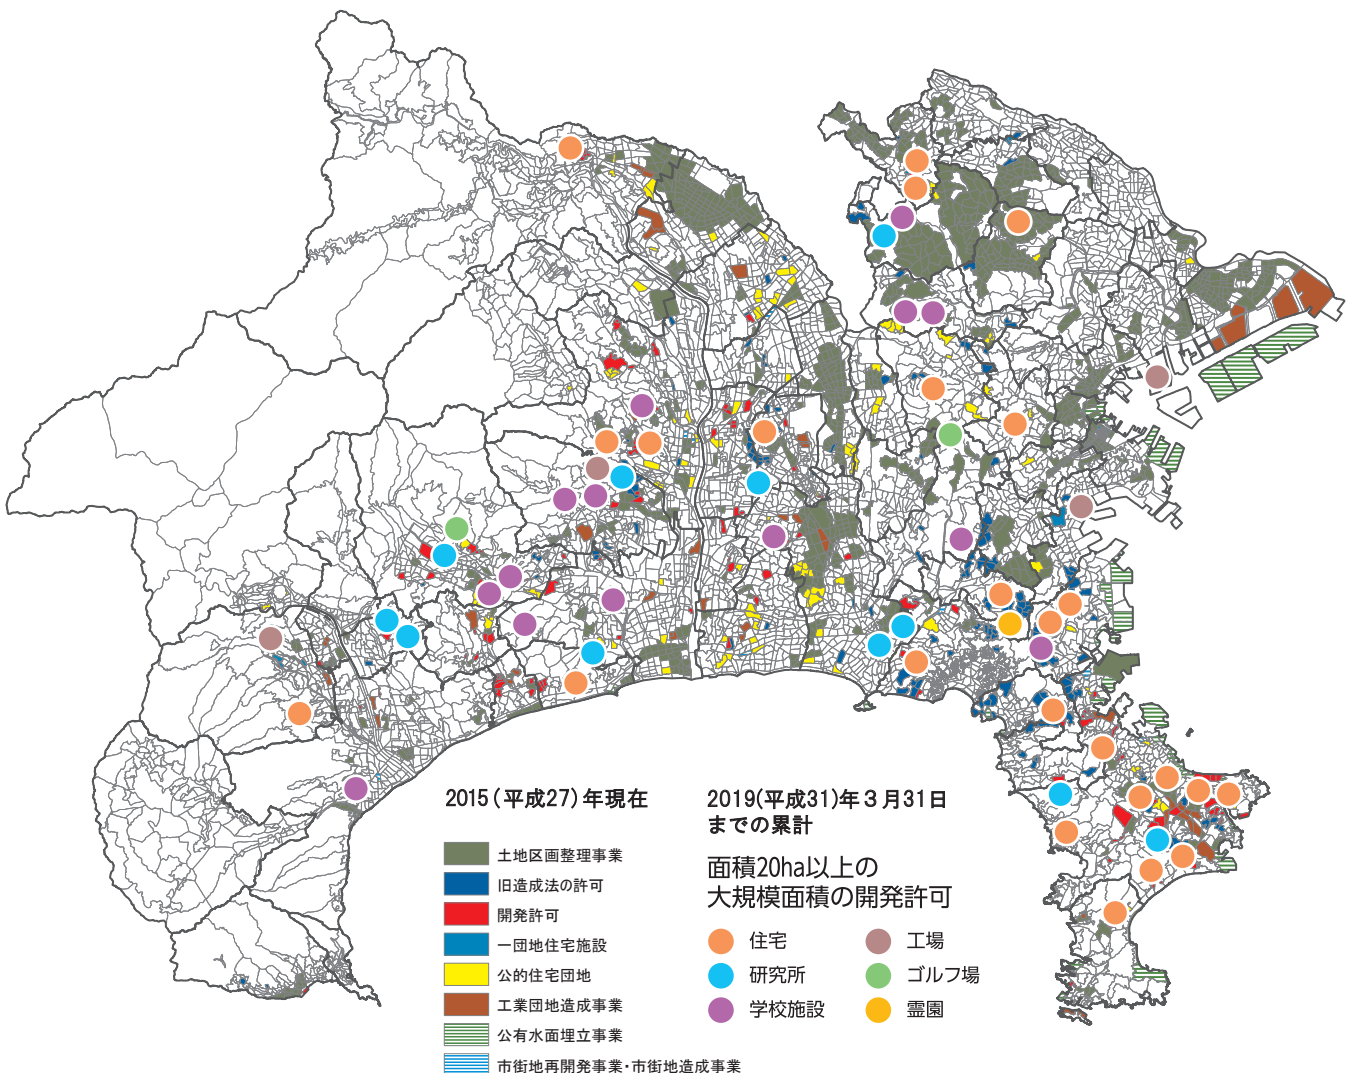 2015(平成27)年現在
土地区画整理事業
旧造成法の許可
開発許可
一団地住宅施設
公的住宅団地
工業団地造成事業
公有水面埋立事業
市街地再開発事業・市街地造成事業
2019(平成31)年3月31日
までの累計
面積20ha以上の
大規模面積の開発許可
住宅
研究所
学校施設
工場
ゴルフ場
霊園